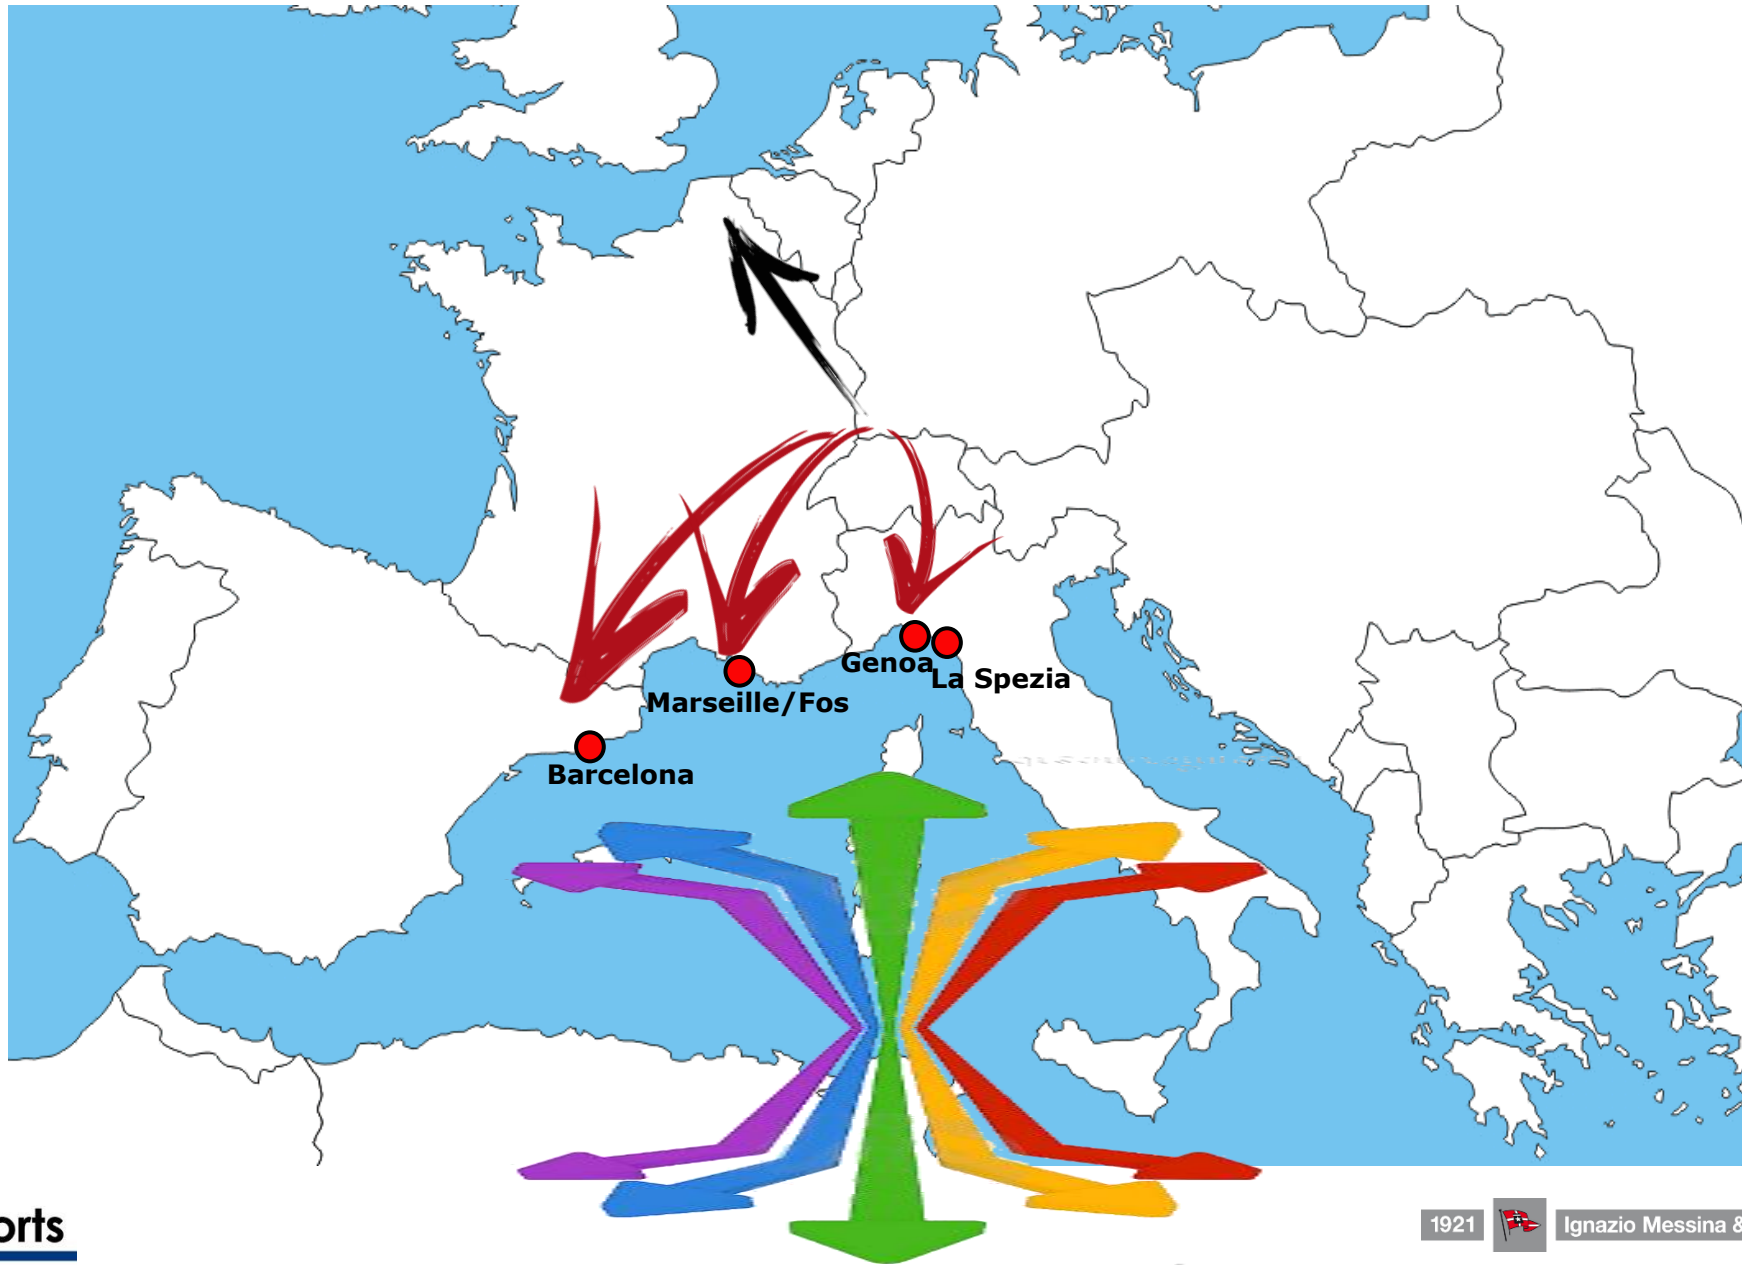 Genoa
La Spezia
Marseille/Fos
Barcelona
orts
1921 Ignazio Messina &